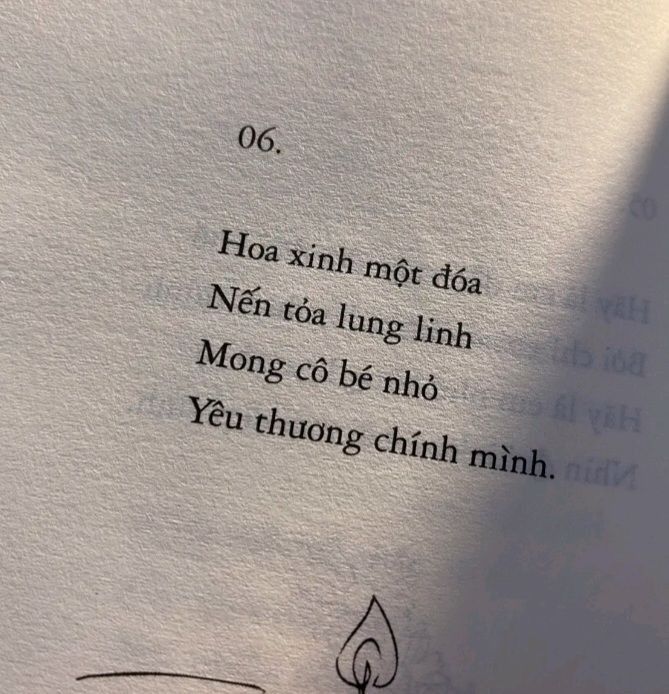 06.
Hoa xinh một đóa
Nến tỏa lung linh
Mong cô bé nhỏ
Yêu thương chính mình.